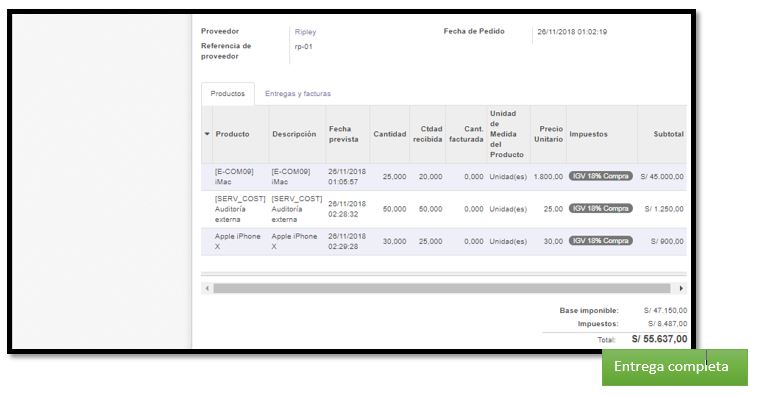 Proveedor Ripley Fecha de Pedido 26/11/2018 01:02:19
Referencia de proveedor rp-01
Productos Entregas y facturas
Producto Descripción Fecha prevista Cantidad Ctdad recibida Cant. facturada Unidad de Medida del Producto Precio Unitario Impuestos Subtotal
[E-COM09] iMac [E-COM09] iMac 26/11/2018 01:05:57 25,000 20,000 0,000 Unidad(es) 1.800,00 IGV 18% Compra S/ 45.000,00
[SERV_COST] Auditoría externa [SERV_COST] Auditoría externa 26/11/2018 02:28:32 50,000 50,000 0,000 Unidad(es) 25,00 IGV 18% Compra S/ 1.250,00
Apple iPhone X Apple iPhone X 26/11/2018 02:29:28 30,000 25,000 0,000 Unidad(es) 30,00 IGV 18% Compra S/ 900,00
Base imponible: S/ 47.150,00
Impuestos: S/ 8.487,00
Total: S/ 55.637,00
Entrega completa